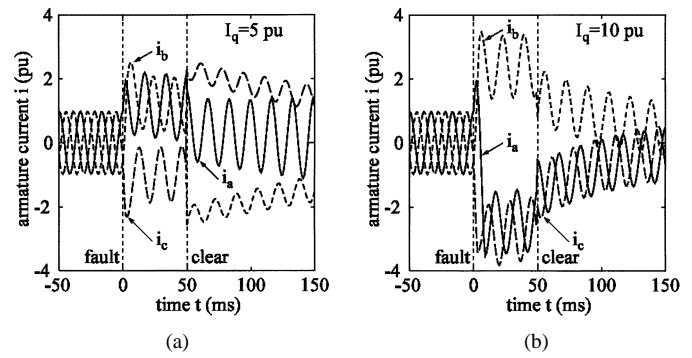 armature current i (pu)
4
2
0
-2
-4
I_q=5 pu
i_b
i_a
i_c
fault
clear
-50
0
50
100
150
time t (ms)
(a)
armature current i (pu)
4
2
0
-2
-4
I_q=10 pu
i_b
i_a
i_c
fault
clear
-50
0
50
100
150
time t (ms)
(b)